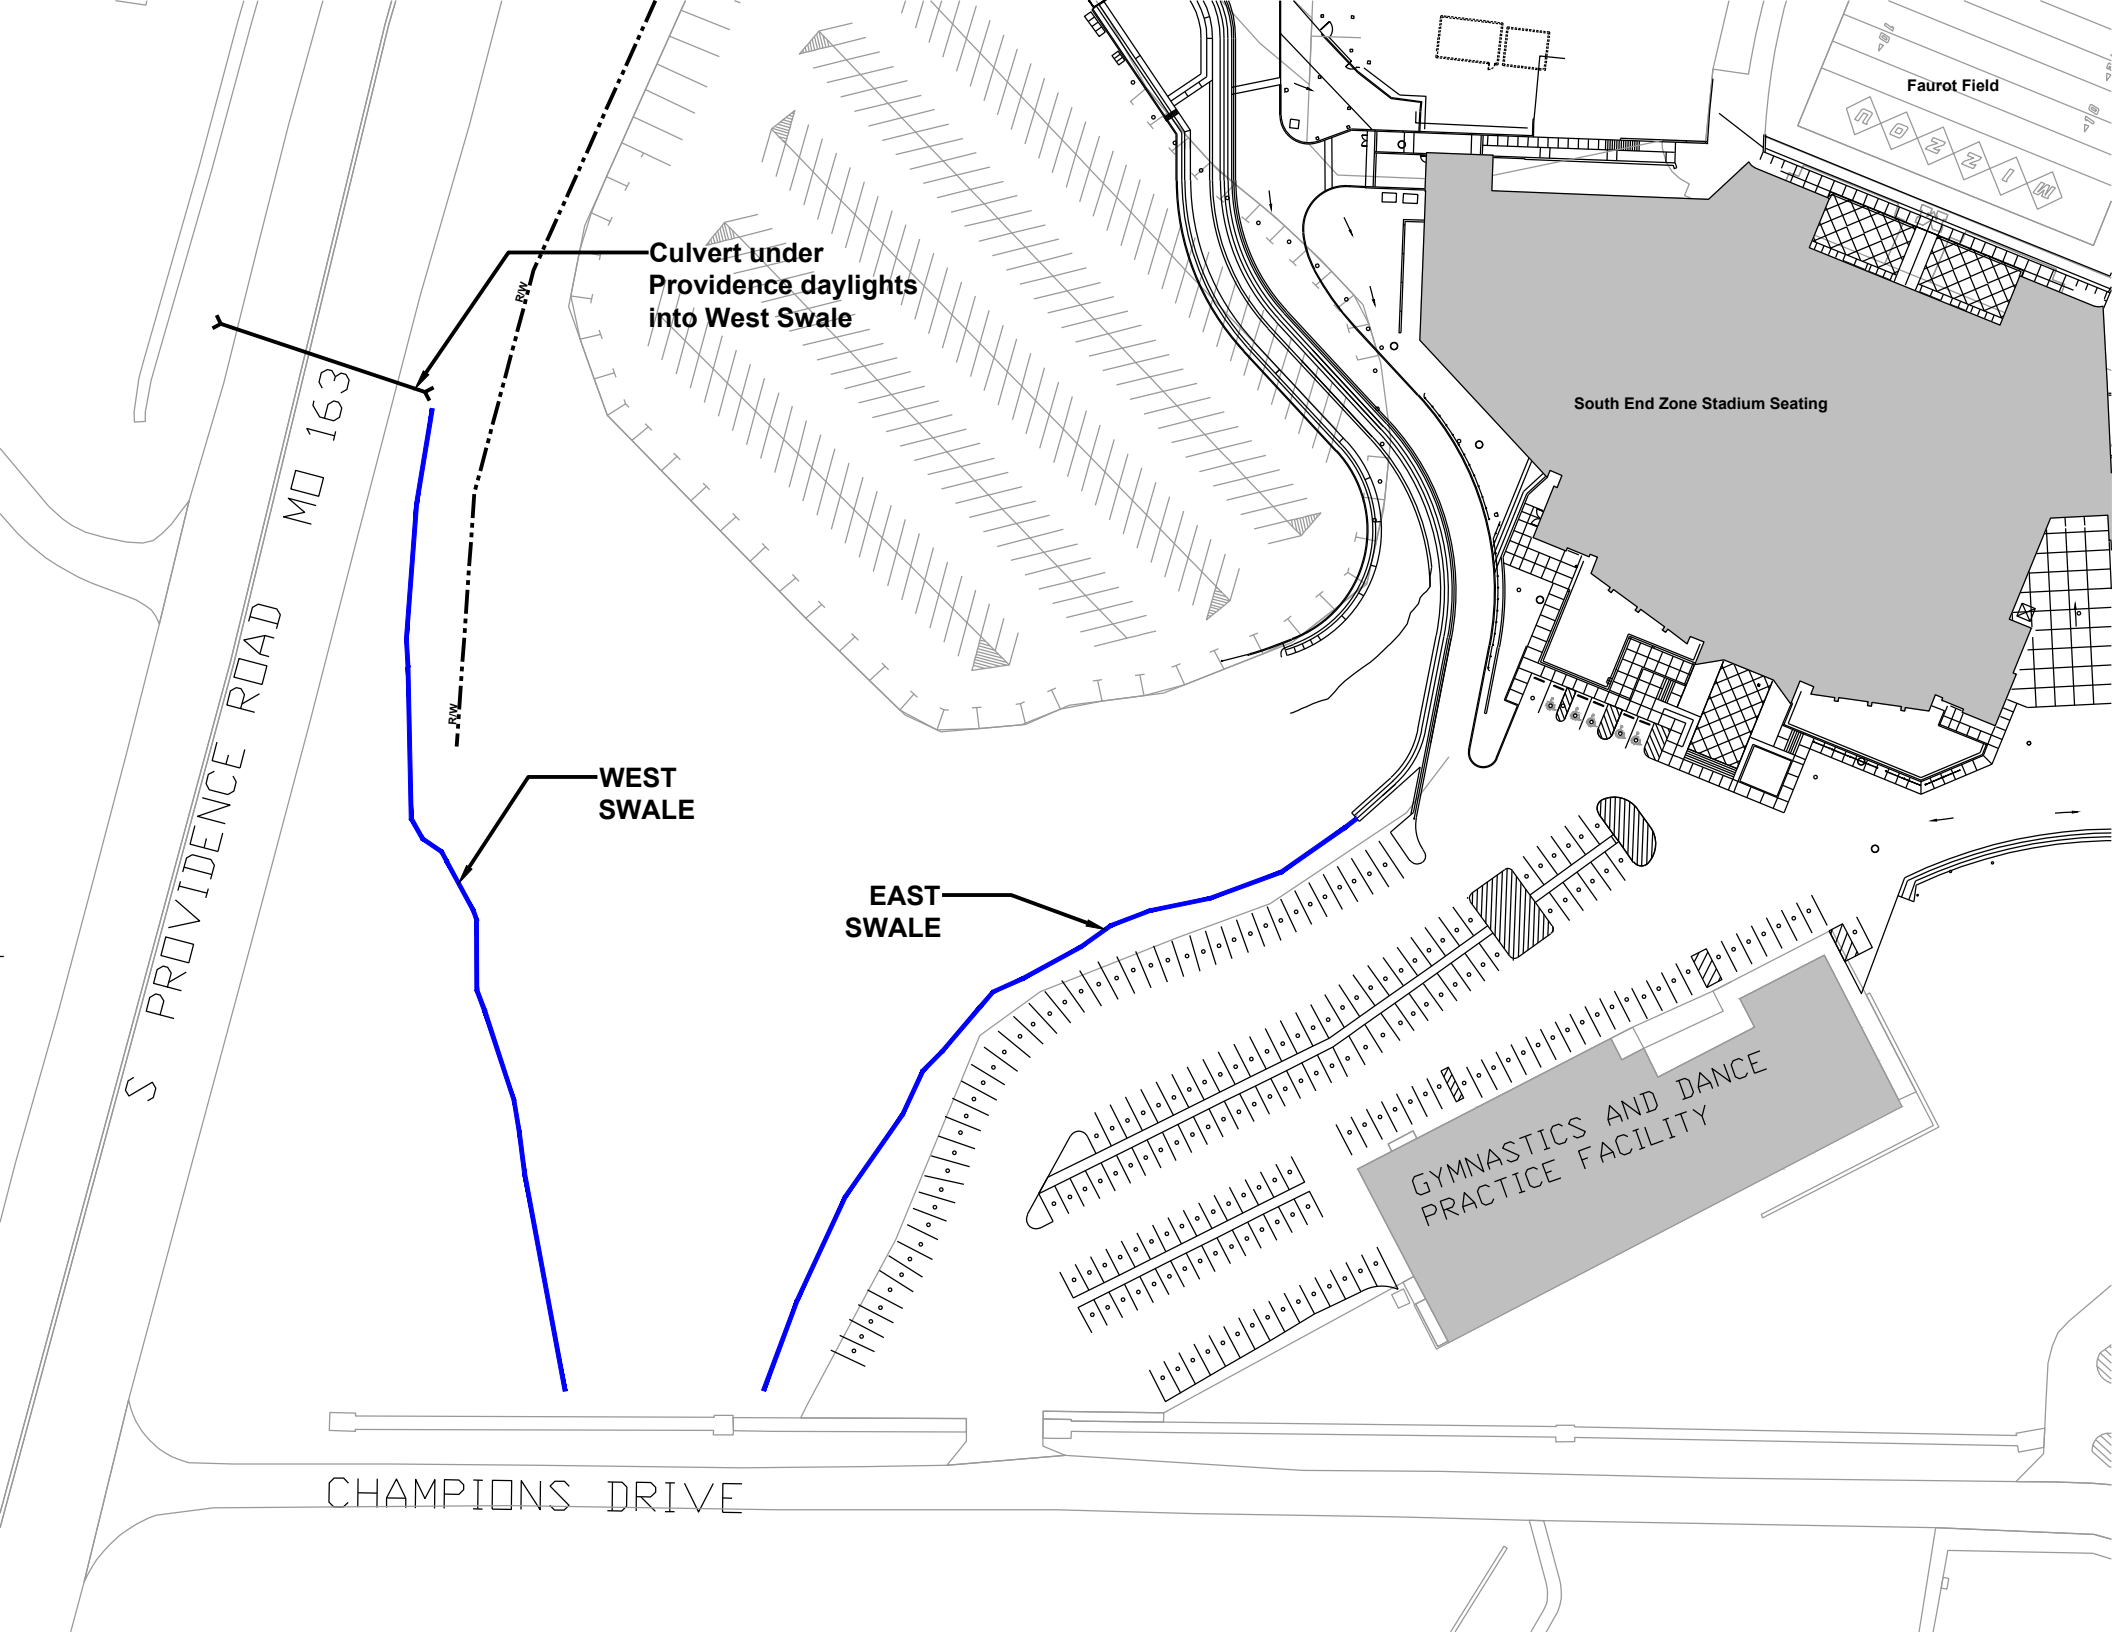 Faurot Field
MIZZOU
Culvert under
Providence daylights
into West Swale
R/W
South End Zone Stadium Seating
S PROVIDENCE ROAD MO 163
R/W
WEST
SWALE
EAST
SWALE
GYMNASTICS AND DANCE
PRACTICE FACILITY
CHAMPIONS DRIVE